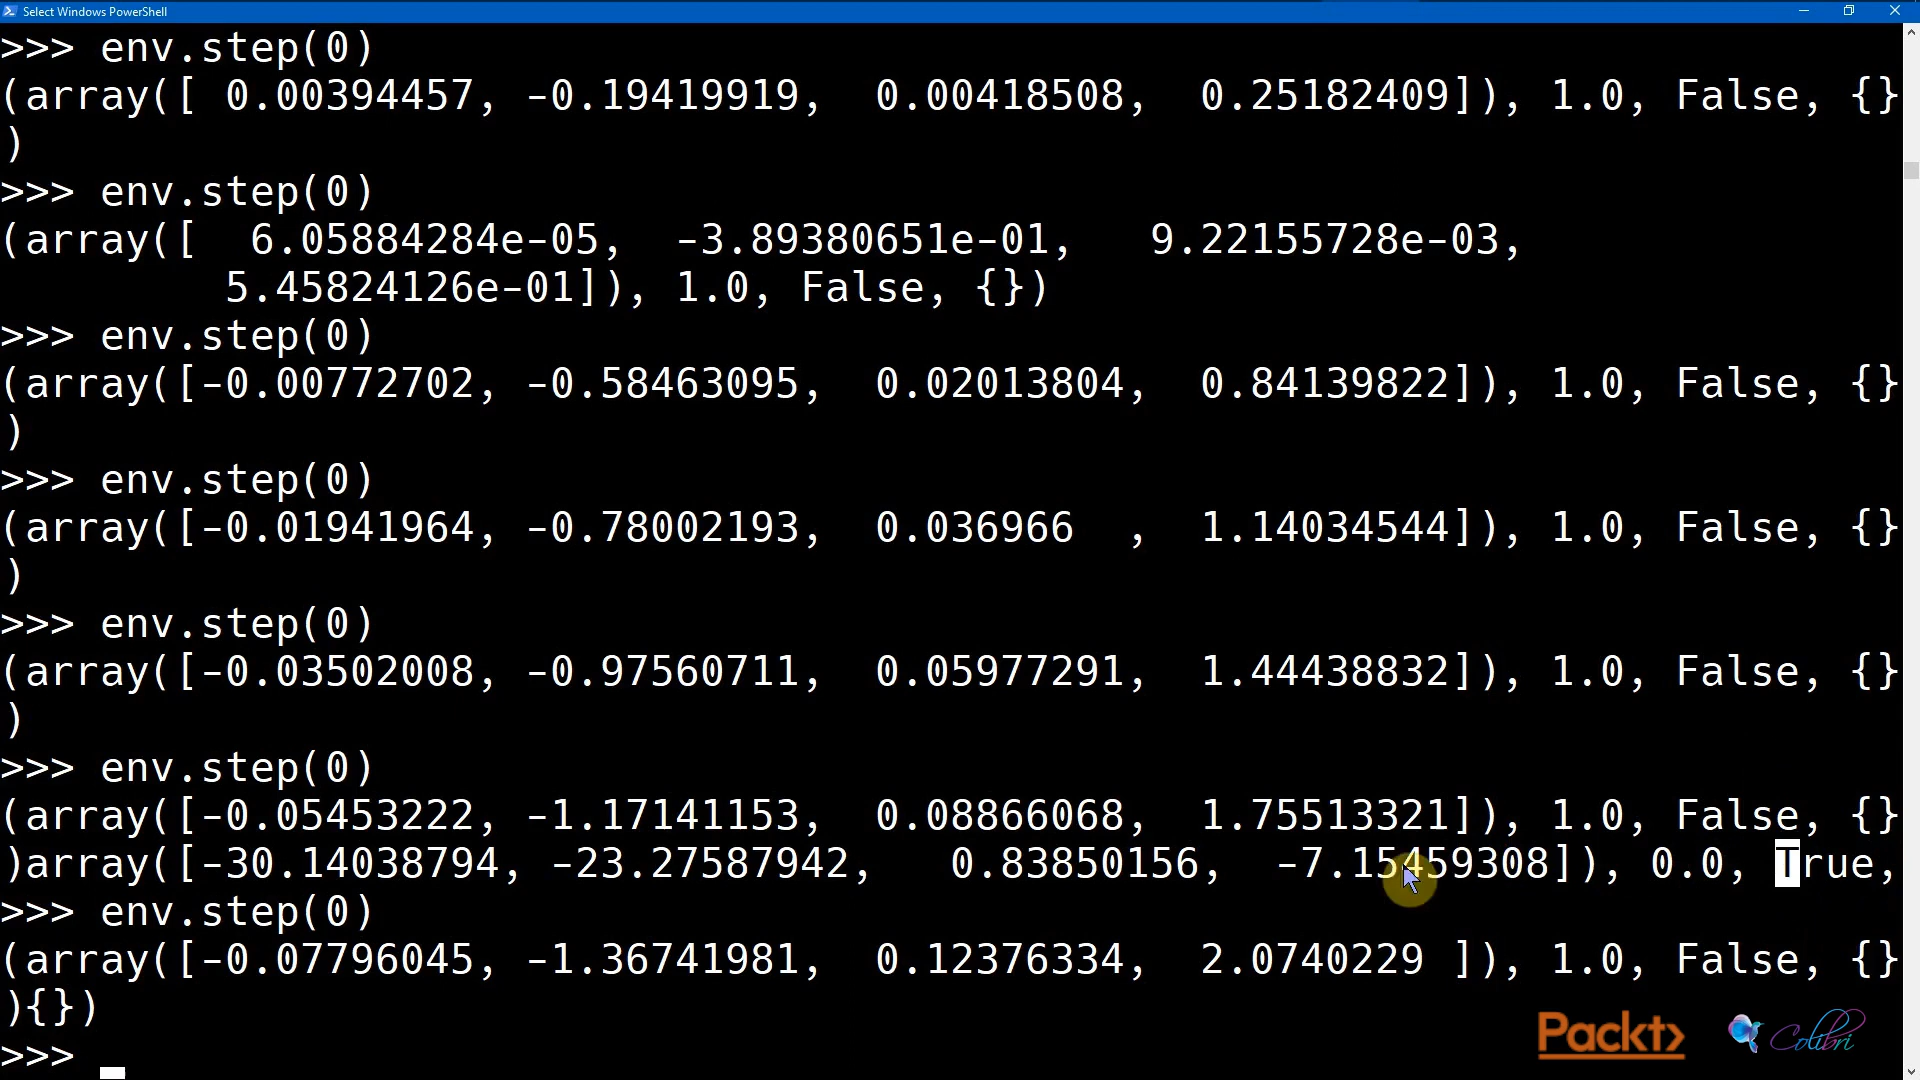 Select Windows PowerShell
>>> env.step(0)
(array([ 0.00394457, -0.19419919,  0.00418508,  0.25182409]), 1.0, False, {}
)
>>> env.step(0)
(array([  6.05884284e-05,  -3.89380651e-01,   9.22155728e-03,
         5.45824126e-01]), 1.0, False, {})
>>> env.step(0)
(array([-0.00772702, -0.58463095,  0.02013804,  0.84139822]), 1.0, False, {}
)
>>> env.step(0)
(array([-0.01941964, -0.78002193,  0.036966  ,  1.14034544]), 1.0, False, {}
)
>>> env.step(0)
(array([-0.03502008, -0.97560711,  0.05977291,  1.44438832]), 1.0, False, {}
)
>>> env.step(0)
(array([-0.05453222, -1.17141153,  0.08866068,  1.75513321]), 1.0, False, {}
)array([-30.14038794, -23.27587942,   0.83850156,  -7.15459308]), 0.0, True,
>>> env.step(0)
(array([-0.07796045, -1.36741981,  0.12376334,  2.0740229 ]), 1.0, False, {}
){})
>>>
Packt>
Colibri